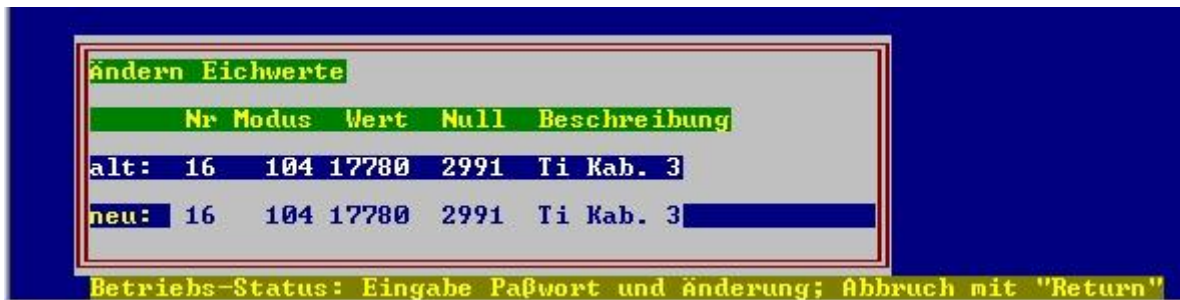 Ändern Eichwerte
Nr Modus Wert Null Beschreibung
alt: 16 104 17780 2991 Ti Kab. 3
neu: 16 104 17780 2991 Ti Kab. 3
Betriebs-Status: Eingabe Paßwort und Änderung; Abbruch mit "Return"